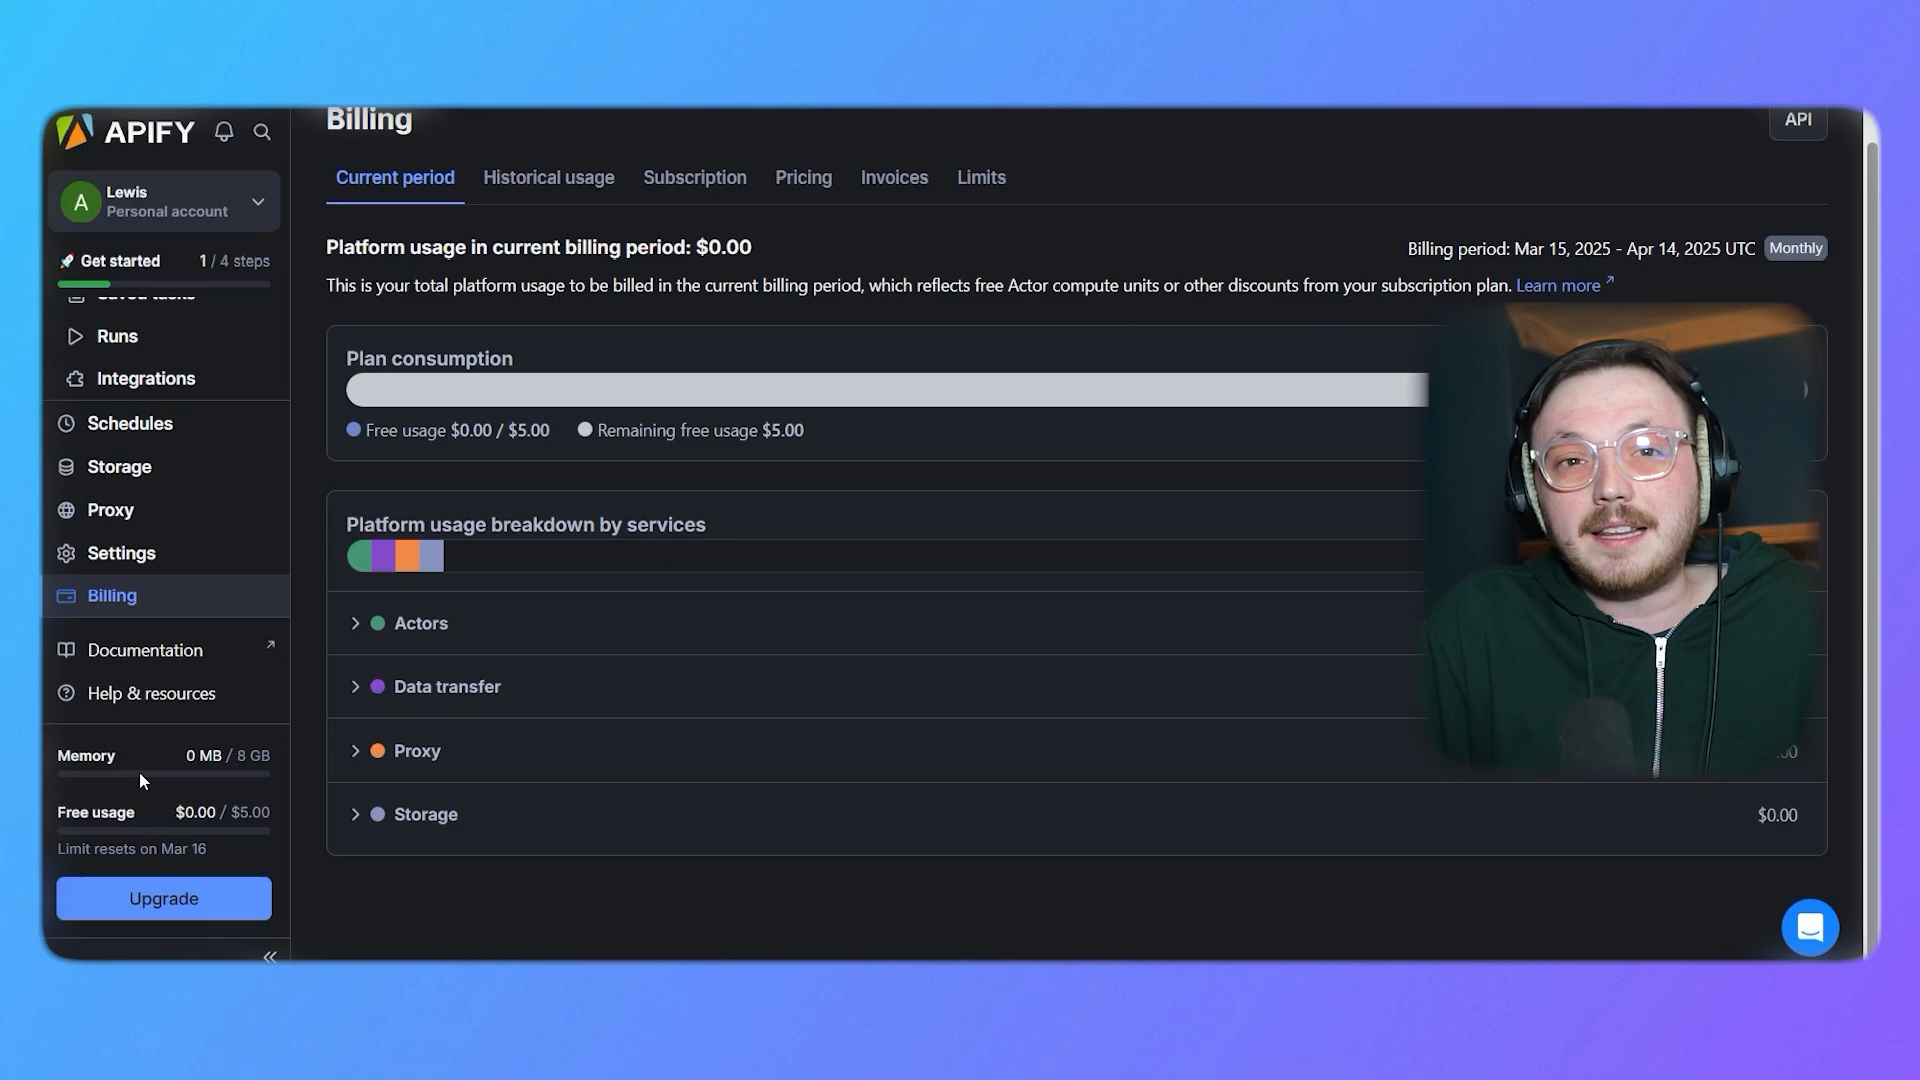 APIFY
Lewis
A
Personal account
Get started 1 / 4 steps
Saved tasks
Runs
Integrations
Schedules
Storage
Proxy
Settings
Billing
Documentation
Help & resources
Memory 0 MB / 8 GB
Free usage $0.00 / $5.00
Limit resets on Mar 16
Upgrade
Billing
API
Current period Historical usage Subscription Pricing Invoices Limits
Platform usage in current billing period: $0.00
Billing period: Mar 15, 2025 - Apr 14, 2025 UTC Monthly
This is your total platform usage to be billed in the current billing period, which reflects free Actor compute units or other discounts from your subscription plan. Learn more
Plan consumption
Free usage $0.00 / $5.00 Remaining free usage $5.00
Platform usage breakdown by services
Actors
Data transfer
Proxy
Storage $0.00